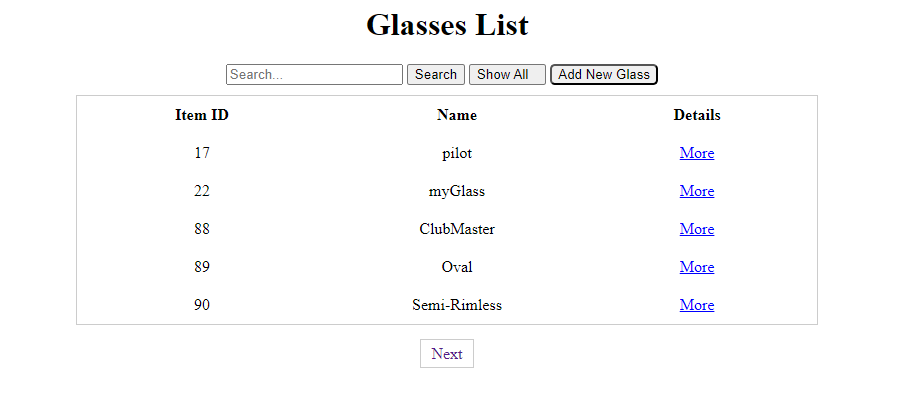 Glasses List
Search... Search Show All Add New Glass
Item ID Name Details
17 pilot More
22 myGlass More
88 ClubMaster More
89 Oval More
90 Semi-Rimless More
Next